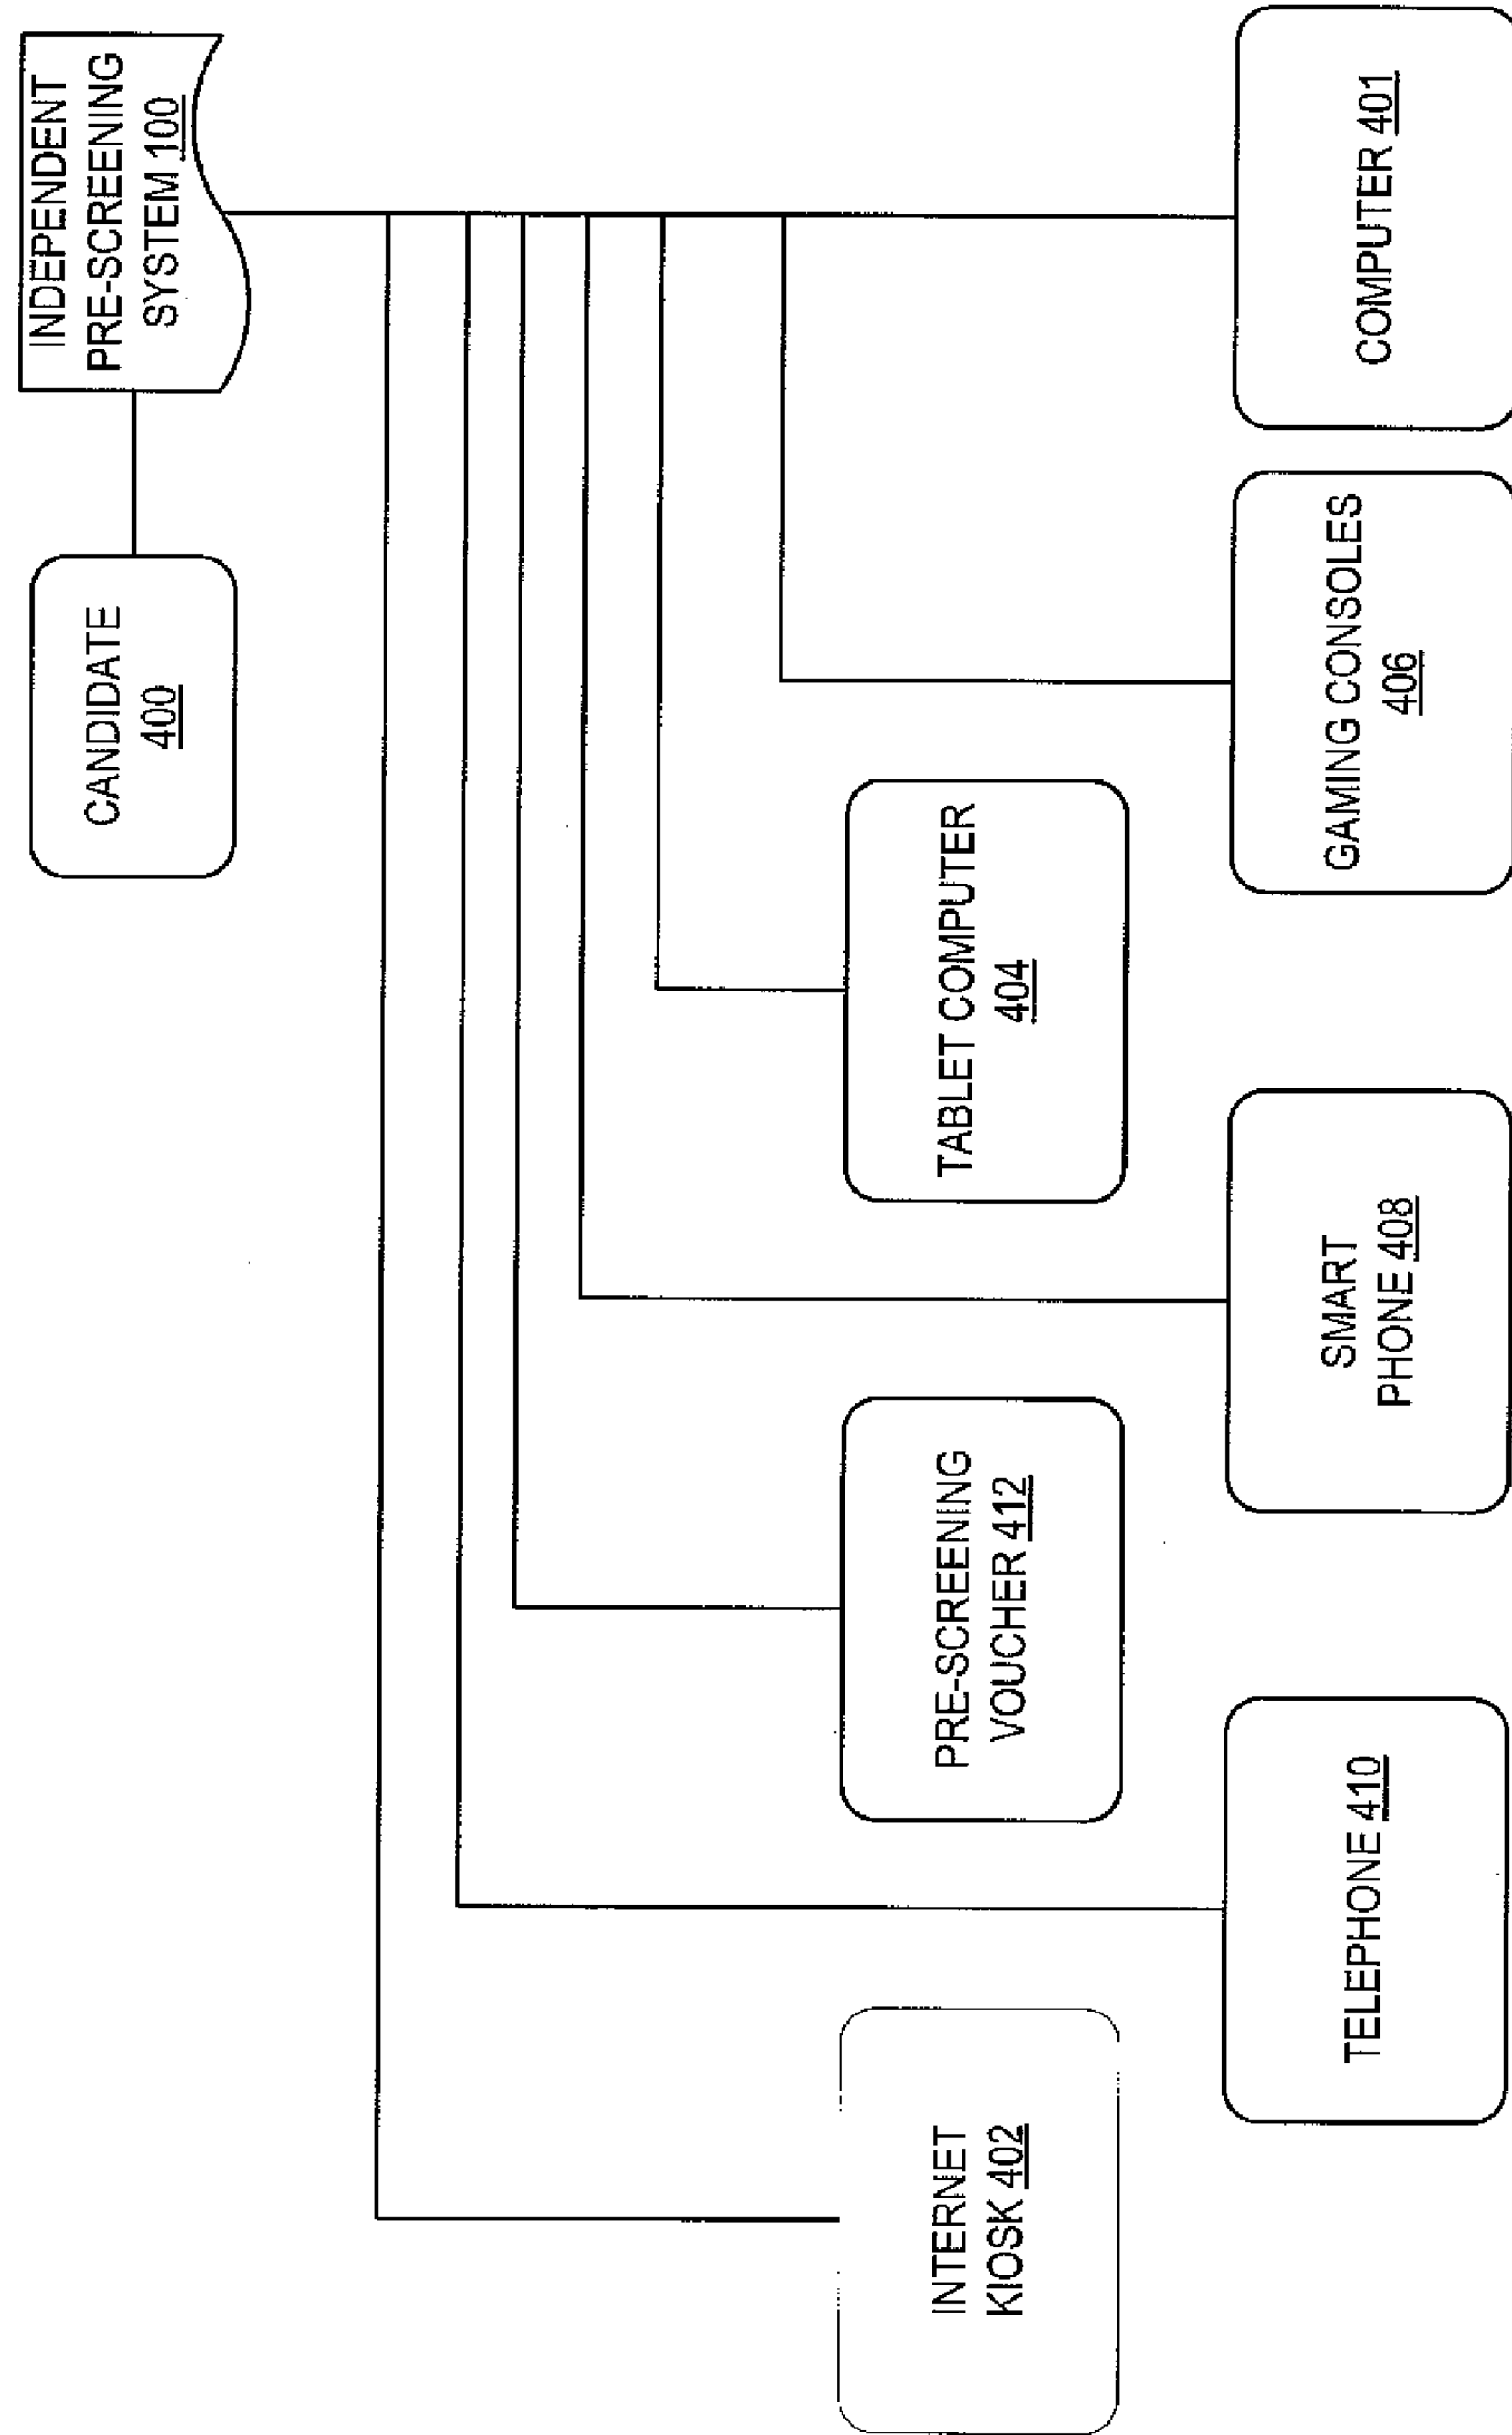 CANDIDATE
400
INDEPENDENT
PRE-SCREENING
SYSTEM 100
INTERNET
KIOSK 402
PRE-SCREENING
VOUCHER 412
TABLET COMPUTER
404
TELEPHONE 410
SMART
PHONE 408
GAMING CONSOLES
406
COMPUTER 401